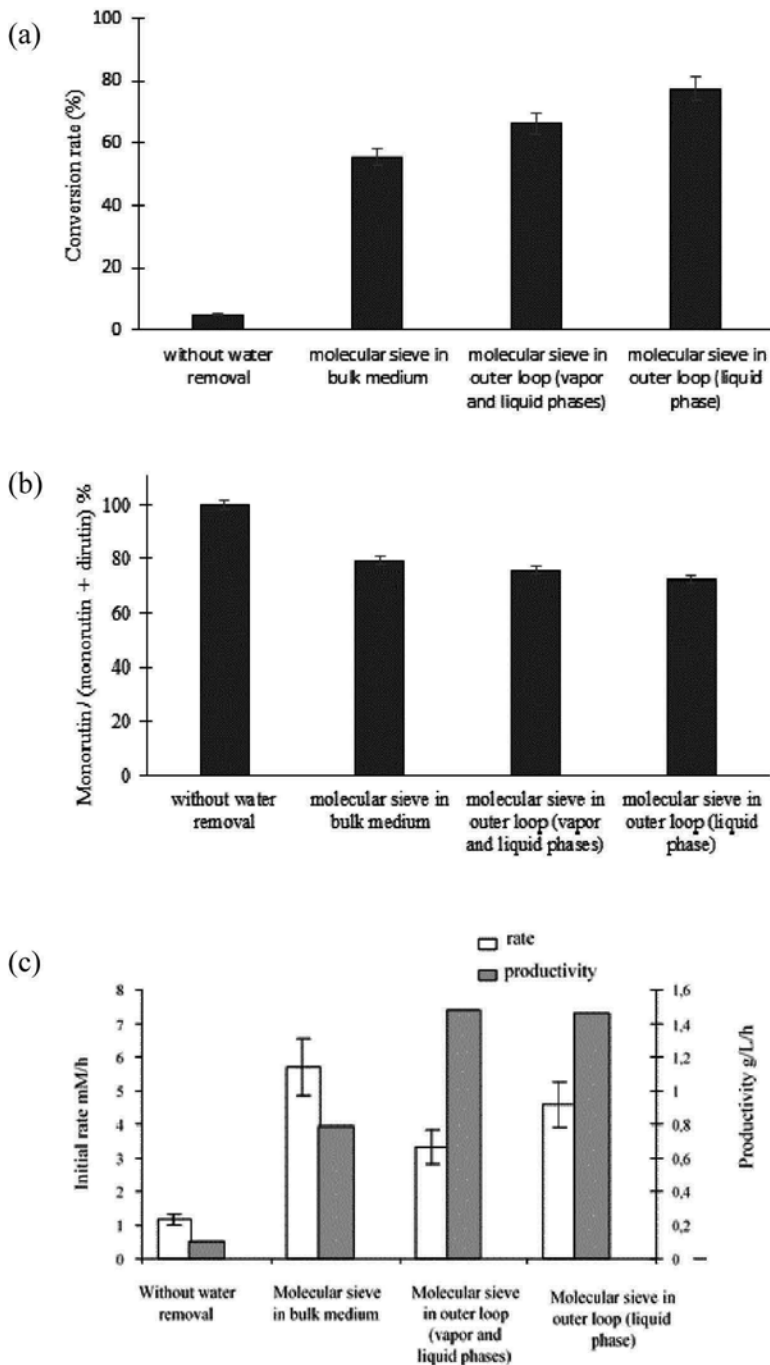 (a)
100
80
60
40
20
0
Conversion rate (%)
without water
removal
molecular sieve in
bulk medium
molecular sieve in
outer loop (vapor
and liquid phases)
molecular sieve in
outer loop (liquid
phase)
(b)
100
80
60
40
20
0
Monorutin/ (monorutin + dirutin) %
without water
removal
molecular sieve in
bulk medium
molecular sieve in
outer loop (vapor
and liquid phases)
molecular sieve in
outer loop (liquid
phase)
(c)
rate
productivity
8
7
6
5
4
3
2
1
0
Initial rate mM/h
1,6
1,4
1,2
1
0,8
0,6
0,4
0,2
0
Productivity g/L/h
Without water
removal
Molecular sieve
in bulk medium
Molecular sieve
in outer loop
(vapor and
liquid phases)
Molecular sieve in
outer loop (liquid
phase)